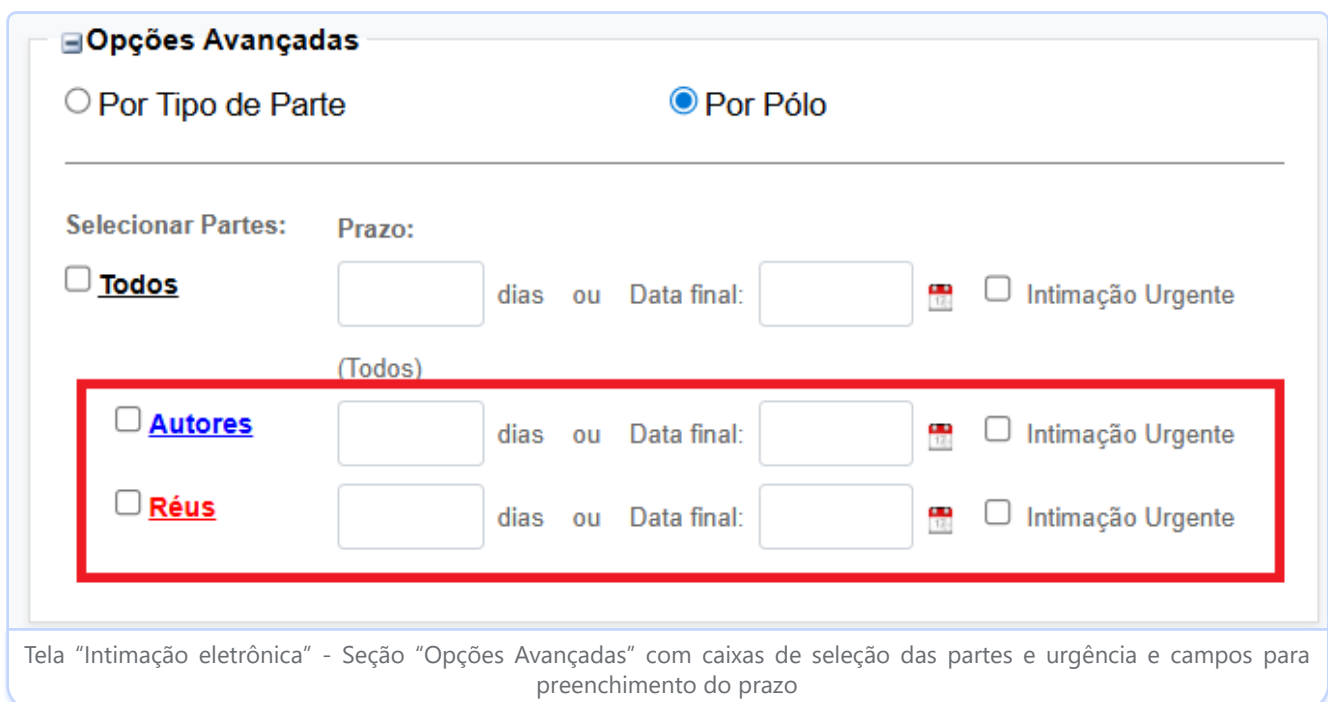 Opções Avançadas
Por Tipo de Parte Por Pólo
Selecionar Partes: Prazo:
Todos dias ou Data final: Intimação Urgente
(Todos)
Autores dias ou Data final: Intimação Urgente
Réus dias ou Data final: Intimação Urgente
Tela “Intimação eletrônica” - Seção “Opções Avançadas” com caixas de seleção das partes e urgência e campos para
preenchimento do prazo